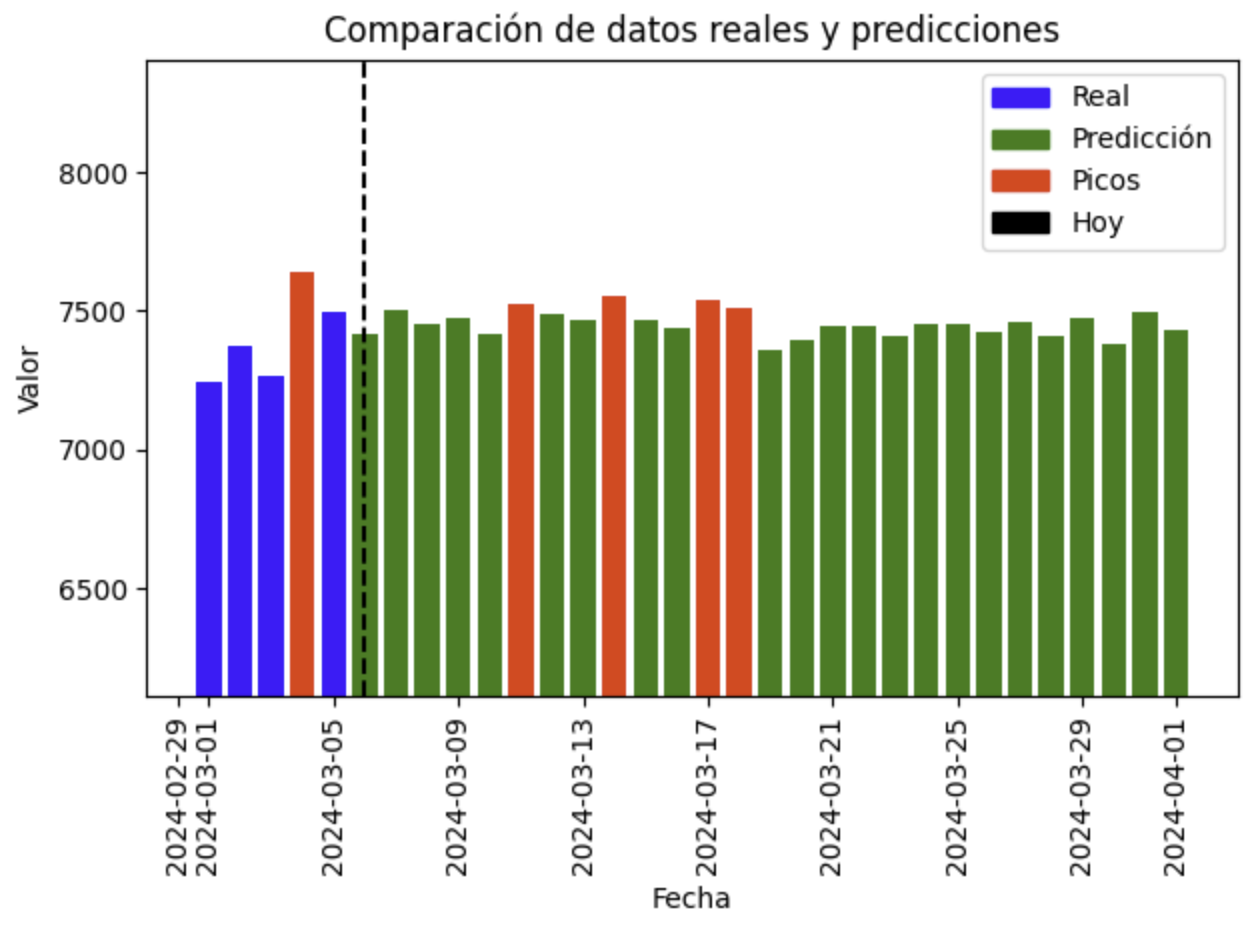 Comparación de datos reales y predicciones
Real
Predicción
Picos
Hoy
Valor
8000
7500
7000
6500
2024-02-29
2024-03-01
2024-03-05
2024-03-09
2024-03-13
2024-03-17
2024-03-21
2024-03-25
2024-03-29
2024-04-01
Fecha